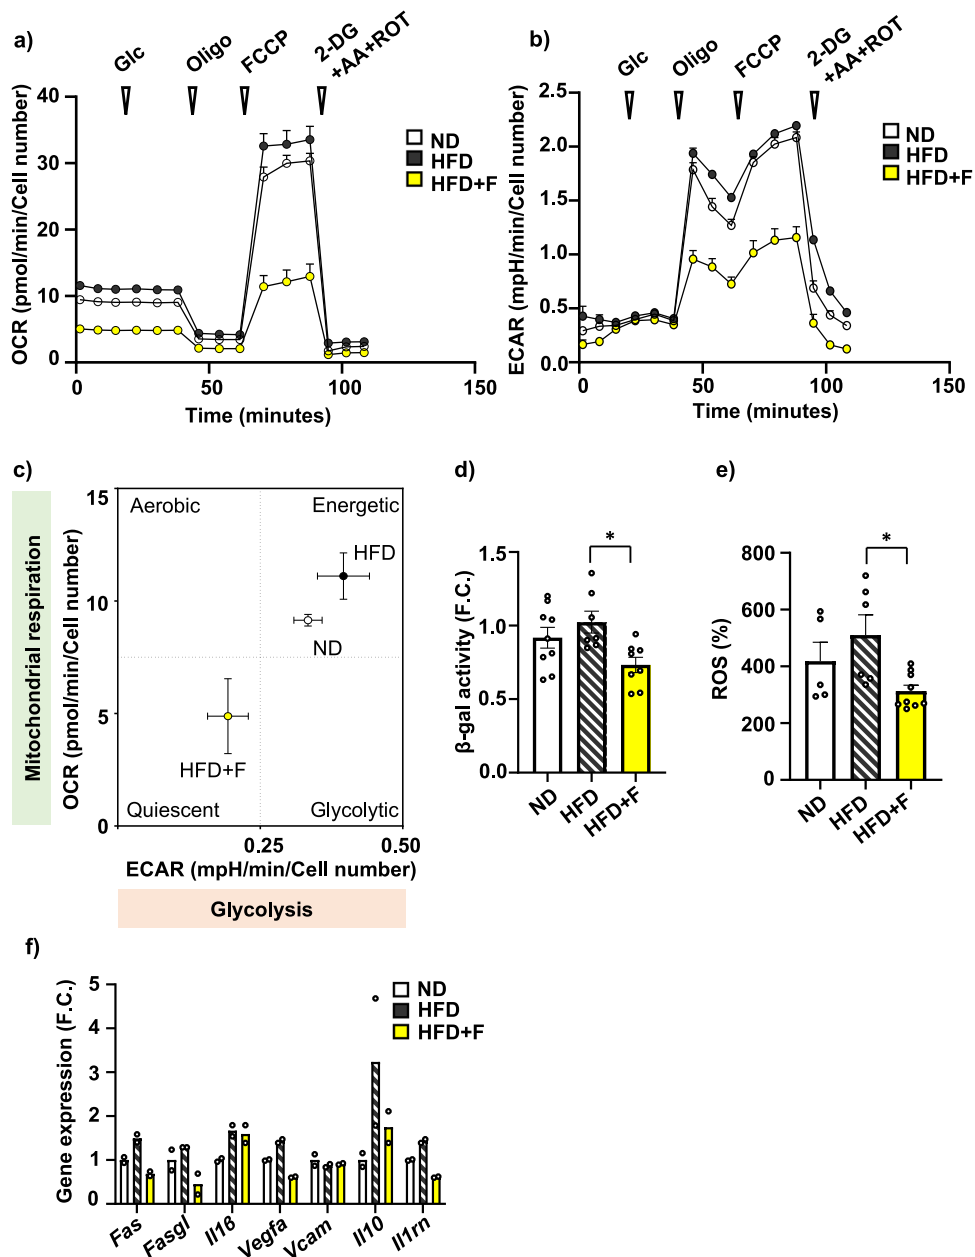 a)
Glc
Oligo
FCCP
2-DG
+AA+ROT
OCR (pmol/min/Cell number)
40
30
20
10
0
0
50
100
150
Time (minutes)
ND
HFD
HFD+F
b)
Glc
Oligo
FCCP
2-DG
+AA+ROT
ECAR (mpH/min/Cell number)
2.5
2.0
1.5
1.0
0.5
0.0
0
50
100
150
Time (minutes)
ND
HFD
HFD+F
c)
Mitochondrial respiration
OCR (pmol/min/Cell number)
15
10
5
0
Aerobic
Energetic
HFD
ND
HFD+F
Quiescent
Glycolytic
0.25
0.50
ECAR (mpH/min/Cell number)
Glycolysis
d)
β-gal activity (F.C.)
1.5
1.0
0.5
0.0
*
ND
HFD
HFD+F
e)
ROS (%)
800
600
400
200
0
*
ND
HFD
HFD+F
f)
Gene expression (F.C.)
5
4
3
2
1
0
ND
HFD
HFD+F
Fas
Fasgl
Il16
Vegfa
Vcam
Il10
Il1rn